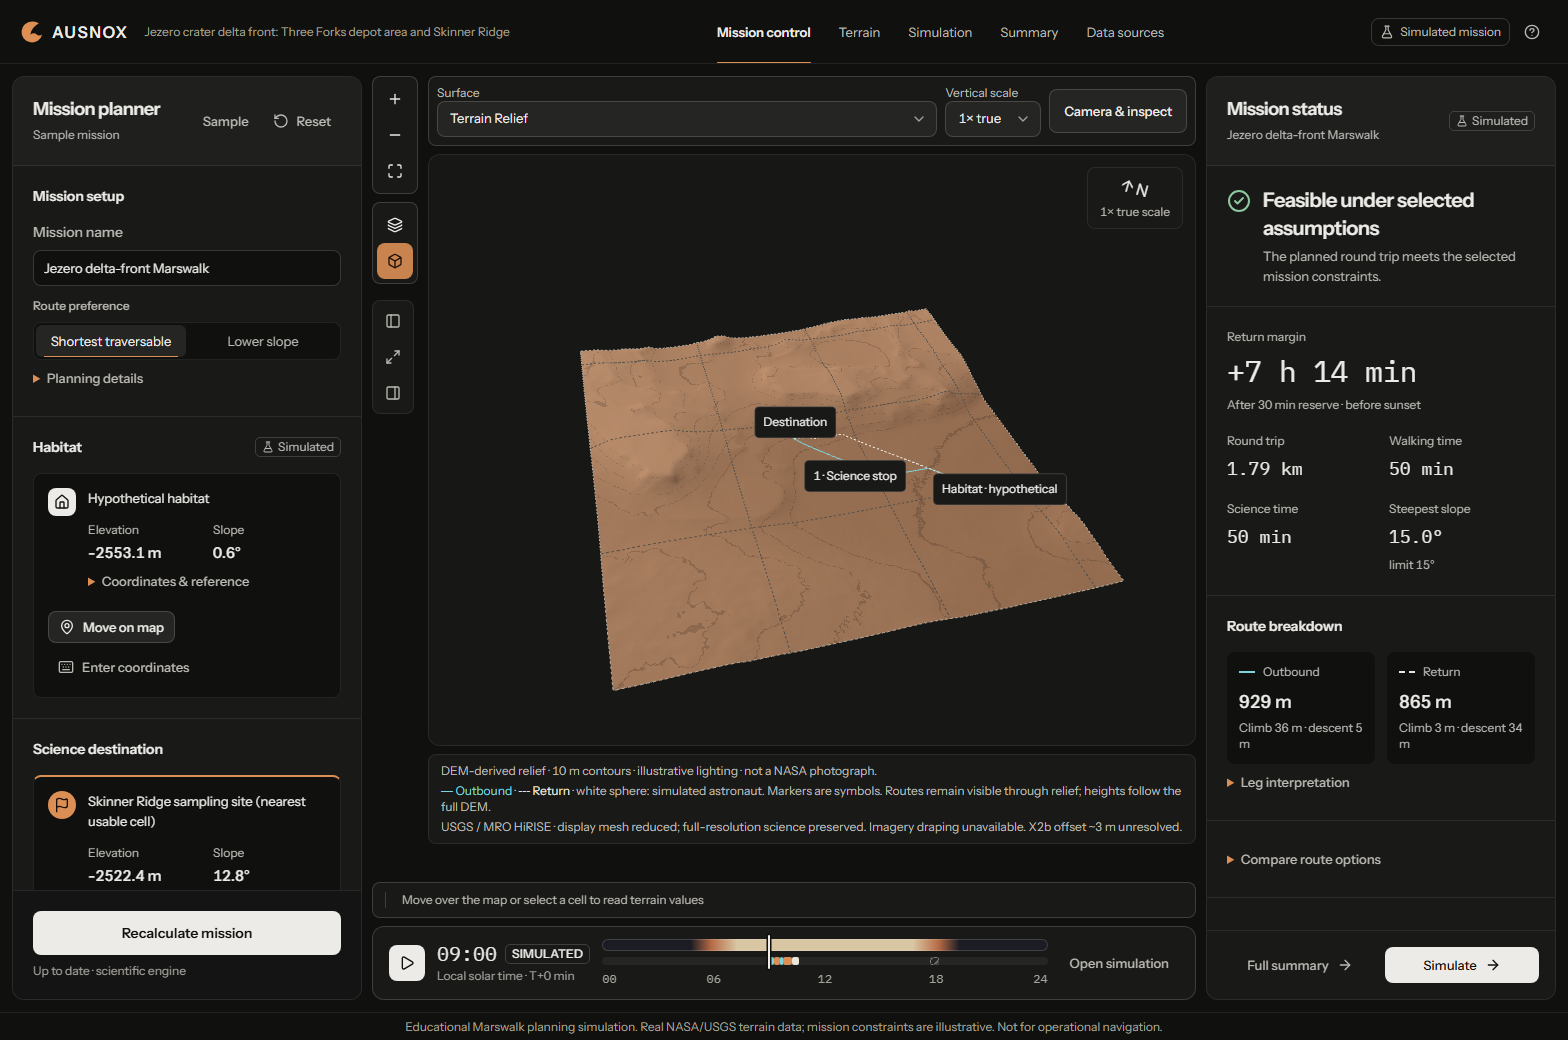 AUSNOX
Jezero crater delta front: Three Forks depot area and Skinner Ridge
Mission control
Terrain
Simulation
Summary
Data sources
Simulated mission
Mission planner
Sample mission
Sample
Reset
Mission setup
Mission name
Jezero delta-front Marswalk
Route preference
Shortest traversable
Lower slope
Planning details
Habitat
Simulated
Hypothetical habitat
Elevation
Slope
-2553.1 m
0.6°
Coordinates & reference
Move on map
Enter coordinates
Science destination
Skinner Ridge sampling site (nearest
usable cell)
Elevation
Slope
-2522.4 m
12.8°
Recalculate mission
Up to date · scientific engine
Surface
Terrain Relief
Vertical scale
1× true
Camera & inspect
N
1× true scale
Destination
1 · Science stop
Habitat · hypothetical
DEM-derived relief · 10 m contours · illustrative lighting · not a NASA photograph.
— Outbound · --- Return · white sphere: simulated astronaut. Markers are symbols. Routes remain visible through relief; heights follow the
full DEM.
USGS / MRO HiRISE · display mesh reduced; full-resolution science preserved. Imagery draping unavailable. X2b offset ~3 m unresolved.
Move over the map or select a cell to read terrain values
09:00
SIMULATED
Local solar time · T+0 min
00
06
12
18
24
Open simulation
Mission status
Jezero delta-front Marswalk
Simulated
Feasible under selected
assumptions
The planned round trip meets the selected
mission constraints.
Return margin
+7 h 14 min
After 30 min reserve · before sunset
Round trip
Walking time
1.79 km
50 min
Science time
Steepest slope
50 min
15.0°
limit 15°
Route breakdown
Outbound
929 m
Climb 36 m · descent 5
m
Return
865 m
Climb 3 m · descent 34
m
Leg interpretation
Compare route options
Full summary
Simulate
Educational Marswalk planning simulation. Real NASA/USGS terrain data; mission constraints are illustrative. Not for operational navigation.